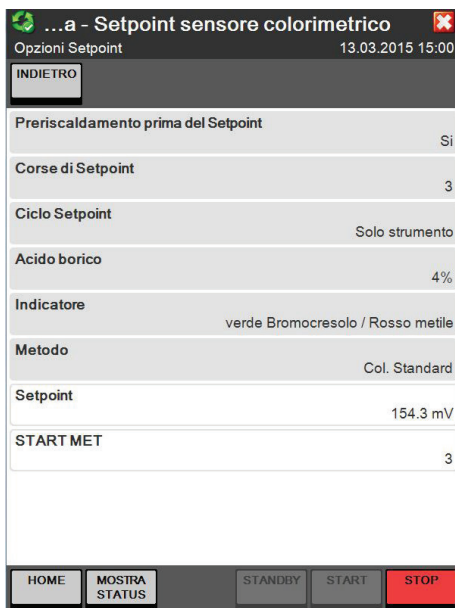 ...a - Setpoint sensore colorimetrico
Opzioni Setpoint 13.03.2015 15:00
INDIETRO
Preriscaldamento prima del Setpoint
Si
Corse di Setpoint
3
Ciclo Setpoint
Solo strumento
Acido borico
4%
Indicatore
verde Bromocresolo / Rosso metile
Metodo
Col. Standard
Setpoint
154.3 mV
START MET
3
HOME MOSTRA STATUS STANDBY START STOP